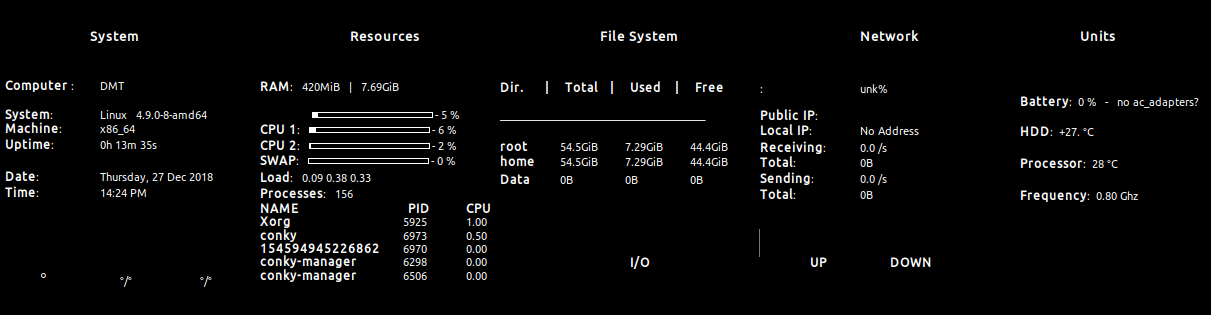 System Resources File System Network Units
Computer : DMT
System: Linux 4.9.0-8-amd64
Machine: x86_64
Uptime: 0h 13m 35s
Date: Thursday, 27 Dec 2018
Time: 14:24 PM
° °/° °/°
RAM: 420MiB | 7.69GiB
- 5 %
CPU 1: - 6 %
CPU 2: - 2 %
SWAP: - 0 %
Load: 0.09 0.38 0.33
Processes: 156
NAME PID CPU
Xorg 5925 1.00
conky 6973 0.50
154594945226862 6970 0.00
conky-manager 6298 0.00
conky-manager 6506 0.00
Dir. | Total | Used | Free
root 54.5GiB 7.29GiB 44.4GiB
home 54.5GiB 7.29GiB 44.4GiB
Data 0B 0B 0B
I/O
: unk%
Public IP:
Local IP: No Address
Receiving: 0.0 /s
Total: 0B
Sending: 0.0 /s
Total: 0B
UP DOWN
Battery: 0 % - no ac_adapters?
HDD: +27. °C
Processor: 28 °C
Frequency: 0.80 Ghz